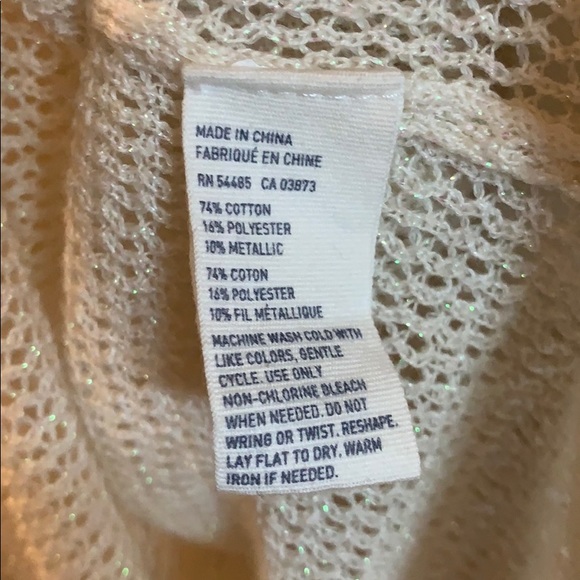 MADE IN CHINA
FABRIQUÉ EN CHINE
RN 54485 CA 03873
74% COTTON
16% POLYESTER
10% METALLIC
74% COTON
16% POLYESTER
10% FIL MÉTALLIQUE
MACHINE WASH COLD WITH
LIKE COLORS, GENTLE
CYCLE. USE ONLY
NON-CHLORINE BLEACH
WHEN NEEDED. DO NOT
WRING OR TWIST. RESHAPE.
LAY FLAT TO DRY. WARM
IRON IF NEEDED.